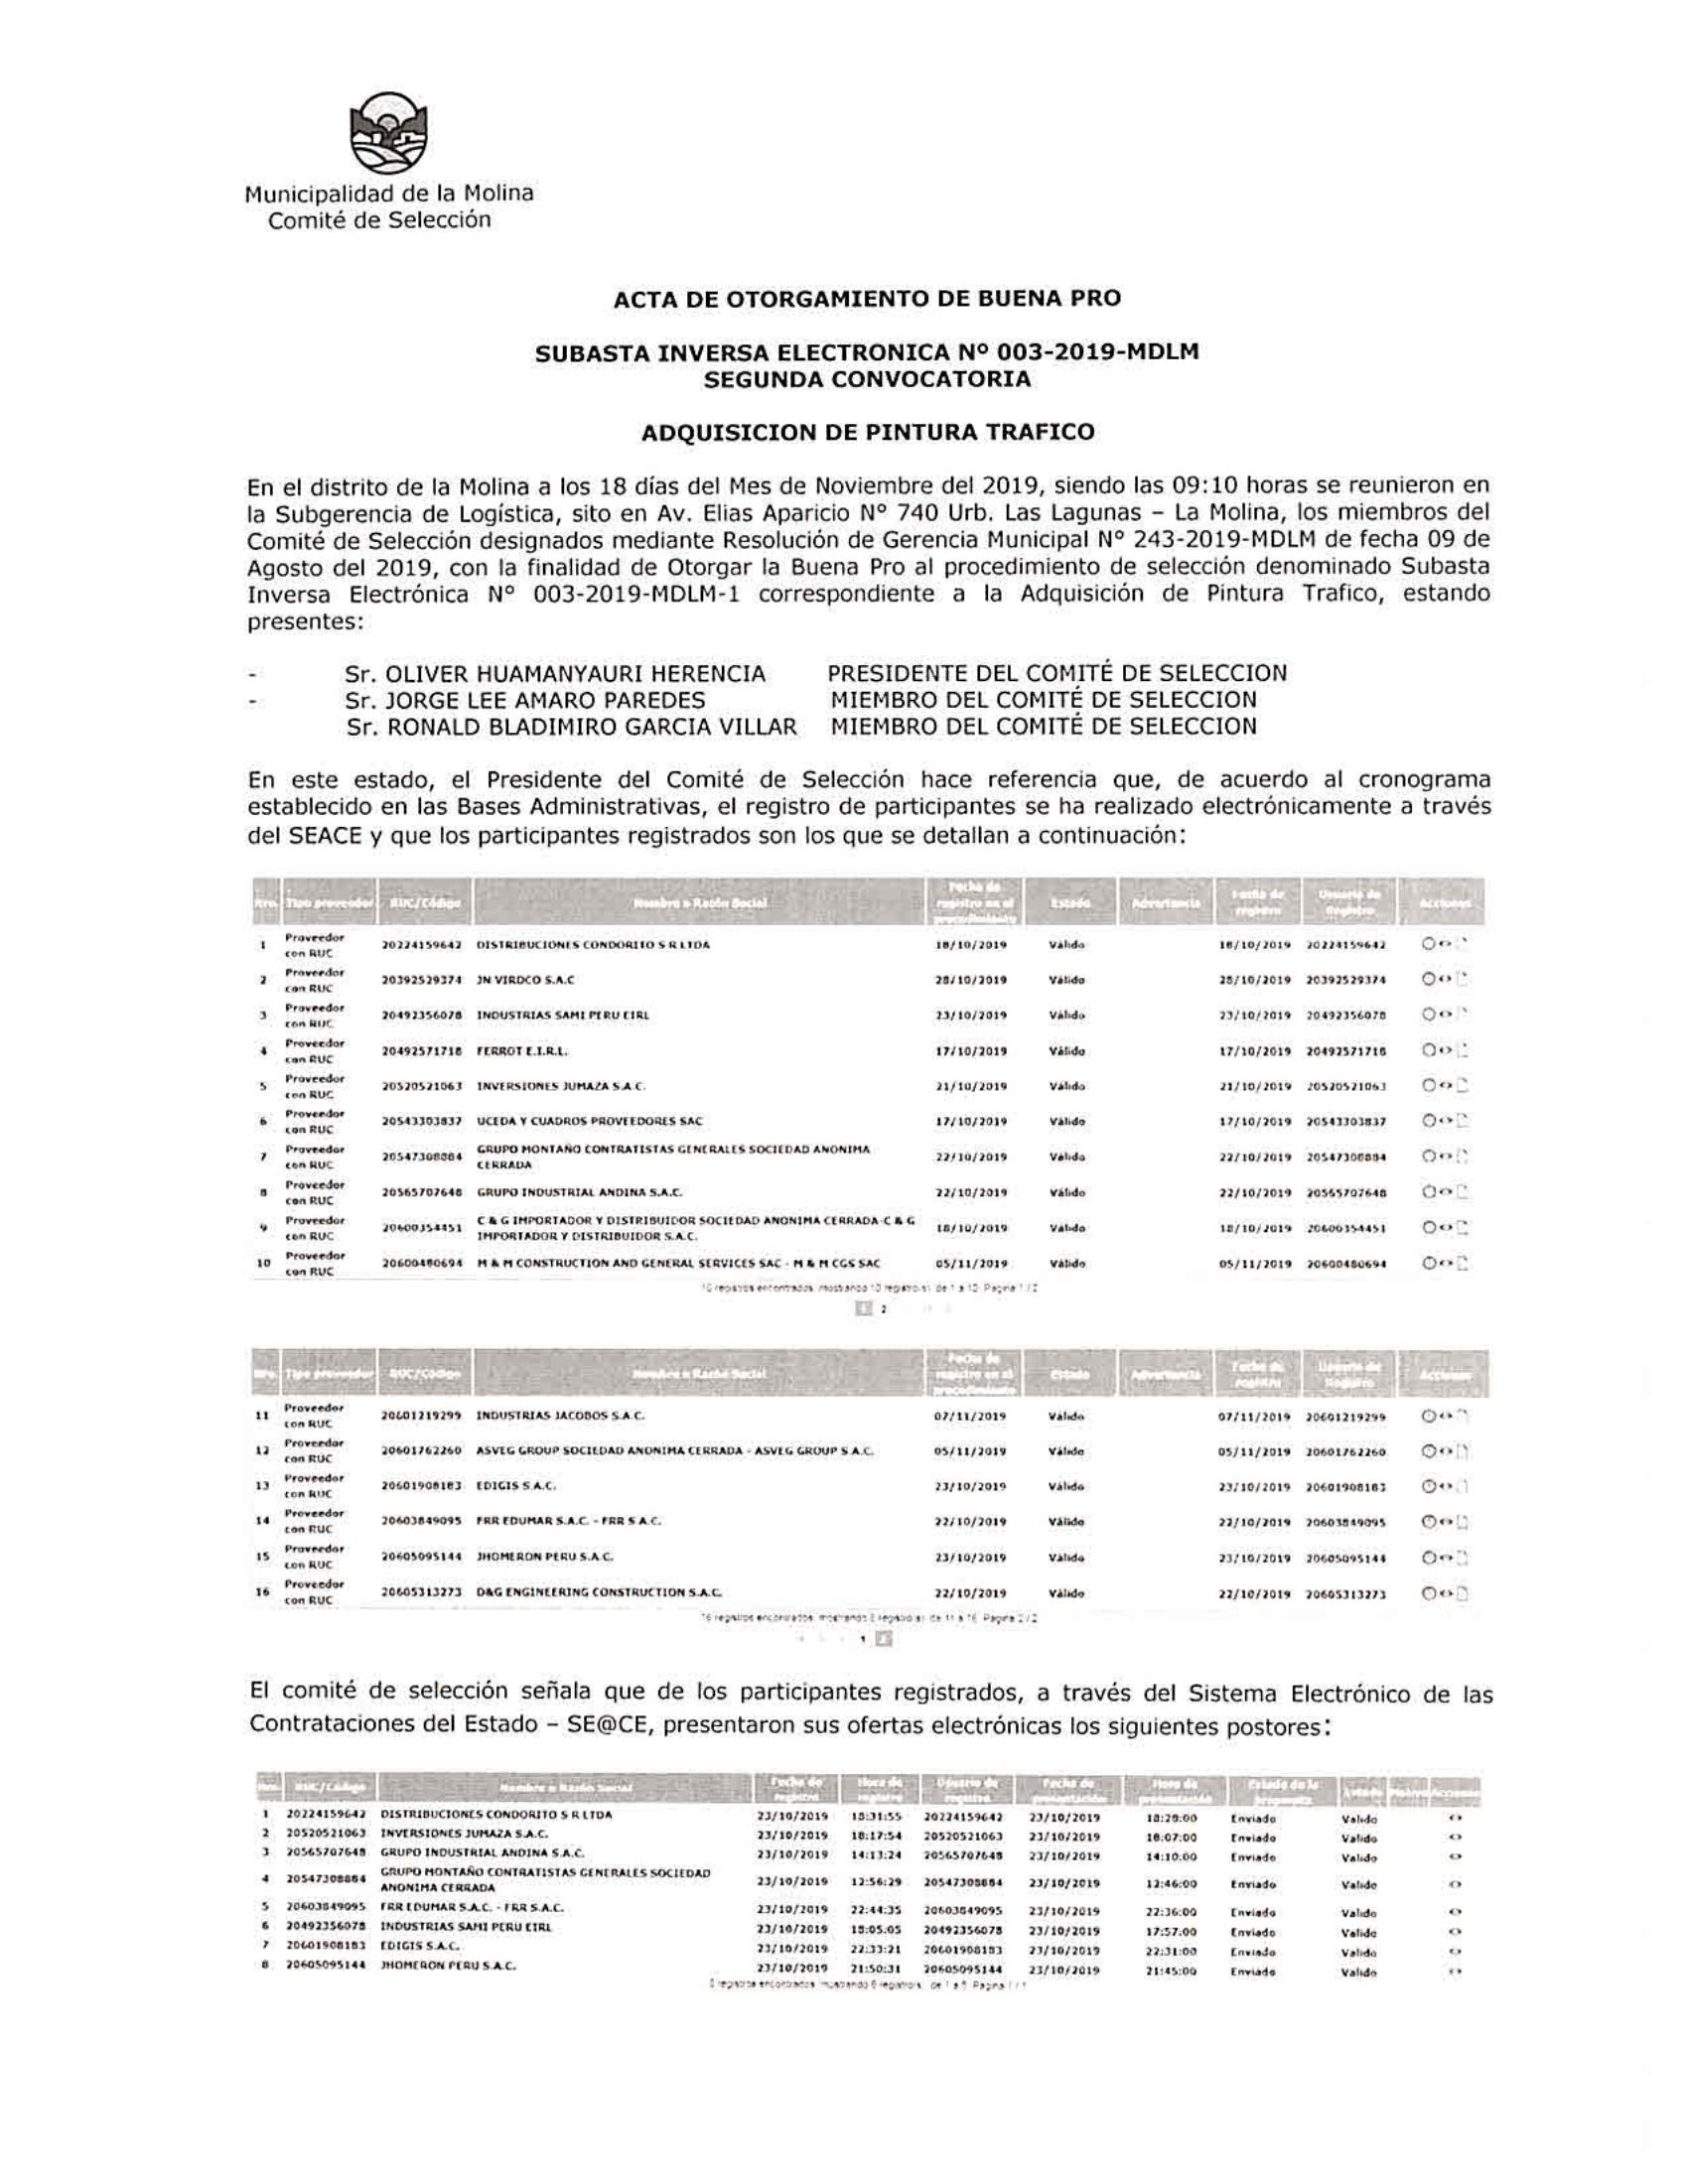 Municipalidad de la Molina
Comité de Selección
ACTA DE OTORGAMIENTO DE BUENA PRO
SUBASTA INVERSA ELECTRONICA Nº 003-2019-MDLM
SEGUNDA CONVOCATORIA
ADQUISICION DE PINTURA TRAFICO
En el distrito de la Molina a los 18 días del Mes de Noviembre del 2019, siendo las 09:10 horas se reunieron en
la Subgerencia de Logística, sito en Av. Elias Aparicio Nº 740 Urb. Las Lagunas – La Molina, los miembros del
Comité de Selección designados mediante Resolución de Gerencia Municipal Nº 243-2019-MDLM de fecha 09 de
Agosto del 2019, con la finalidad de Otorgar la Buena Pro al procedimiento de selección denominado Subasta
Inversa Electrónica Nº 003-2019-MDLM-1 correspondiente a la Adquisición de Pintura Trafico, estando
presentes:
- Sr. OLIVER HUAMANYAURI HERENCIA PRESIDENTE DEL COMITÉ DE SELECCION
- Sr. JORGE LEE AMARO PAREDES MIEMBRO DEL COMITÉ DE SELECCION
Sr. RONALD BLADIMIRO GARCIA VILLAR MIEMBRO DEL COMITÉ DE SELECCION
En este estado, el Presidente del Comité de Selección hace referencia que, de acuerdo al cronograma
establecido en las Bases Administrativas, el registro de participantes se ha realizado electrónicamente a través
del SEACE y que los participantes registrados son los que se detallan a continuación:
Nro. Tipo proveedor RUC/Código Nombre o Razón Social Fecha de registro en el procedimiento Estado Advertencia Fecha de registro Usuario de Registro Acciones
1 Proveedor con RUC 20224159642 DISTRIBUCIONES CONDORITO S R LTDA 18/10/2019 Válido 18/10/2019 20224159642
2 Proveedor con RUC 20392529374 JN VIRDCO S.A.C 28/10/2019 Válido 28/10/2019 20392529374
3 Proveedor con RUC 20492356078 INDUSTRIAS SAMI PERU EIRL 23/10/2019 Válido 23/10/2019 20492356078
4 Proveedor con RUC 20492571718 FERROT E.I.R.L. 17/10/2019 Válido 17/10/2019 20492571718
5 Proveedor con RUC 20520521063 INVERSIONES JUMAZA S.A.C. 21/10/2019 Válido 21/10/2019 20520521063
6 Proveedor con RUC 20543303837 UCEDA Y CUADROS PROVEEDORES SAC 17/10/2019 Válido 17/10/2019 20543303837
7 Proveedor con RUC 20547308884 GRUPO MONTAÑO CONTRATISTAS GENERALES SOCIEDAD ANONIMA CERRADA 22/10/2019 Válido 22/10/2019 20547308884
8 Proveedor con RUC 20565707648 GRUPO INDUSTRIAL ANDINA S.A.C. 22/10/2019 Válido 22/10/2019 20565707648
9 Proveedor con RUC 20600354451 C & G IMPORTADOR Y DISTRIBUIDOR SOCIEDAD ANONIMA CERRADA-C & G IMPORTADOR Y DISTRIBUIDOR S.A.C. 18/10/2019 Válido 18/10/2019 20600354451
10 Proveedor con RUC 20600480694 M & M CONSTRUCTION AND GENERAL SERVICES SAC - M & M CGS SAC 05/11/2019 Válido 05/11/2019 20600480694
1 2
Nro. Tipo proveedor RUC/Código Nombre o Razón Social Fecha de registro en el procedimiento Estado Advertencia Fecha de registro Usuario de Registro Acciones
11 Proveedor con RUC 20601219299 INDUSTRIAS JACOBOS S.A.C. 07/11/2019 Válido 07/11/2019 20601219299
12 Proveedor con RUC 20601762260 ASVEG GROUP SOCIEDAD ANONIMA CERRADA - ASVEG GROUP S.A.C. 05/11/2019 Válido 05/11/2019 20601762260
13 Proveedor con RUC 20601908183 EDIGIS S.A.C. 23/10/2019 Válido 23/10/2019 20601908183
14 Proveedor con RUC 20603849095 FRR EDUMAR S.A.C. - FRR S A C. 22/10/2019 Válido 22/10/2019 20603849095
15 Proveedor con RUC 20605095144 JHOMERON PERU S.A.C. 23/10/2019 Válido 23/10/2019 20605095144
16 Proveedor con RUC 20605313273 D&G ENGINEERING CONSTRUCTION S.A.C. 22/10/2019 Válido 22/10/2019 20605313273
1 2
El comité de selección señala que de los participantes registrados, a través del Sistema Electrónico de las
Contrataciones del Estado – SE@CE, presentaron sus ofertas electrónicas los siguientes postores:
Nro. RUC/Código Nombre o Razón Social Fecha de registro Hora de registro Usuario de registro Fecha de presentación Hora de presentación Estado de la Acciones
1 20224159642 DISTRIBUCIONES CONDORITO S R LTDA 23/10/2019 18:31:55 20224159642 23/10/2019 18:29:00 Enviado Valido
2 20520521063 INVERSIONES JUMAZA S.A.C. 23/10/2019 18:17:54 20520521063 23/10/2019 18:07:00 Enviado Valido
3 20565707648 GRUPO INDUSTRIAL ANDINA S.A.C. 23/10/2019 14:13:24 20565707648 23/10/2019 14:10:00 Enviado Valido
4 20547308884 GRUPO MONTAÑO CONTRATISTAS GENERALES SOCIEDAD ANONIMA CERRADA 23/10/2019 12:56:29 20547308884 23/10/2019 12:46:00 Enviado Valido
5 20603849095 FRR EDUMAR S.A.C. - FRR S.A.C. 23/10/2019 22:44:35 20603849095 23/10/2019 22:36:00 Enviado Valido
6 20492356078 INDUSTRIAS SAMI PERU EIRL 23/10/2019 18:05:05 20492356078 23/10/2019 17:57:00 Enviado Valido
7 20601908183 EDIGIS S.A.C. 23/10/2019 22:33:21 20601908183 23/10/2019 22:31:00 Enviado Valido
8 20605095144 JHOMERON PERU S.A.C. 23/10/2019 21:50:31 20605095144 23/10/2019 21:45:00 Enviado Valido